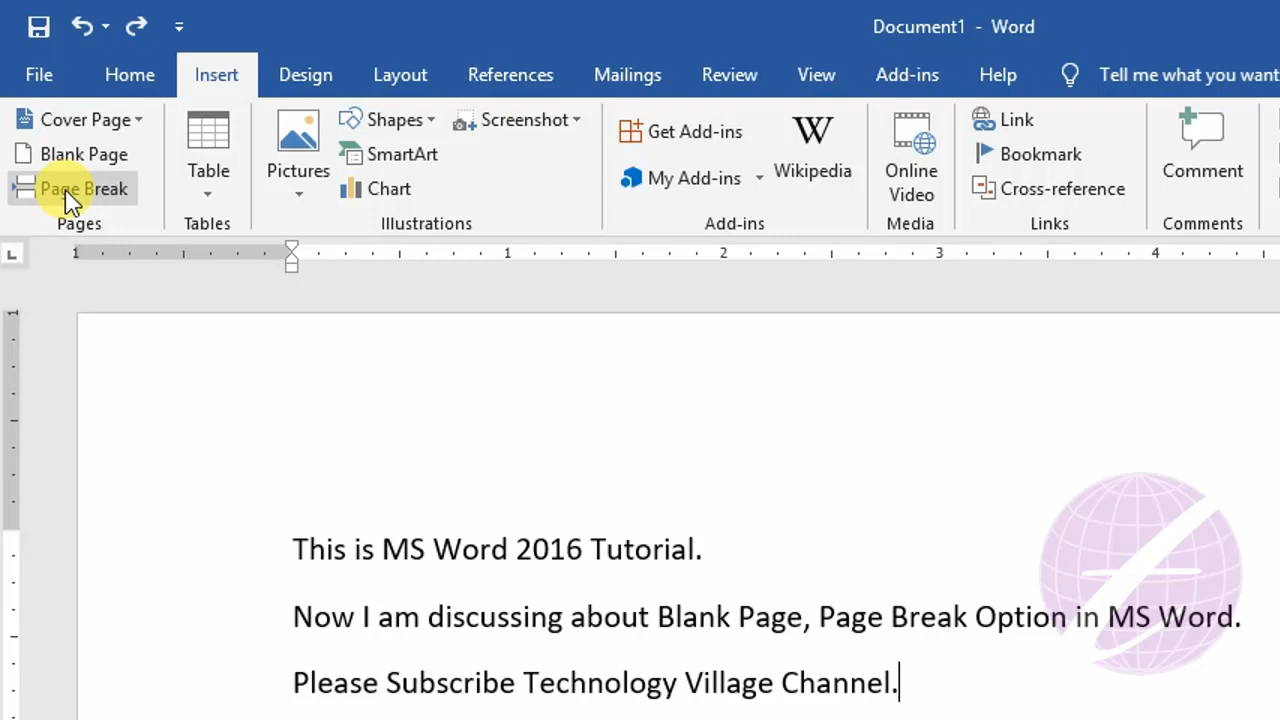 Document1 - Word
File Home Insert Design Layout References Mailings Review View Add-ins Help Tell me what you want
Cover Page Shapes Screenshot Get Add-ins Link
Blank Page Table Pictures SmartArt My Add-ins Wikipedia Online Video Bookmark Comment
Page Break Chart Cross-reference
Pages Tables Illustrations Add-ins Media Links Comments
1 1 2 3 4
1
This is MS Word 2016 Tutorial.
Now I am discussing about Blank Page, Page Break Option in MS Word.
Please Subscribe Technology Village Channel.